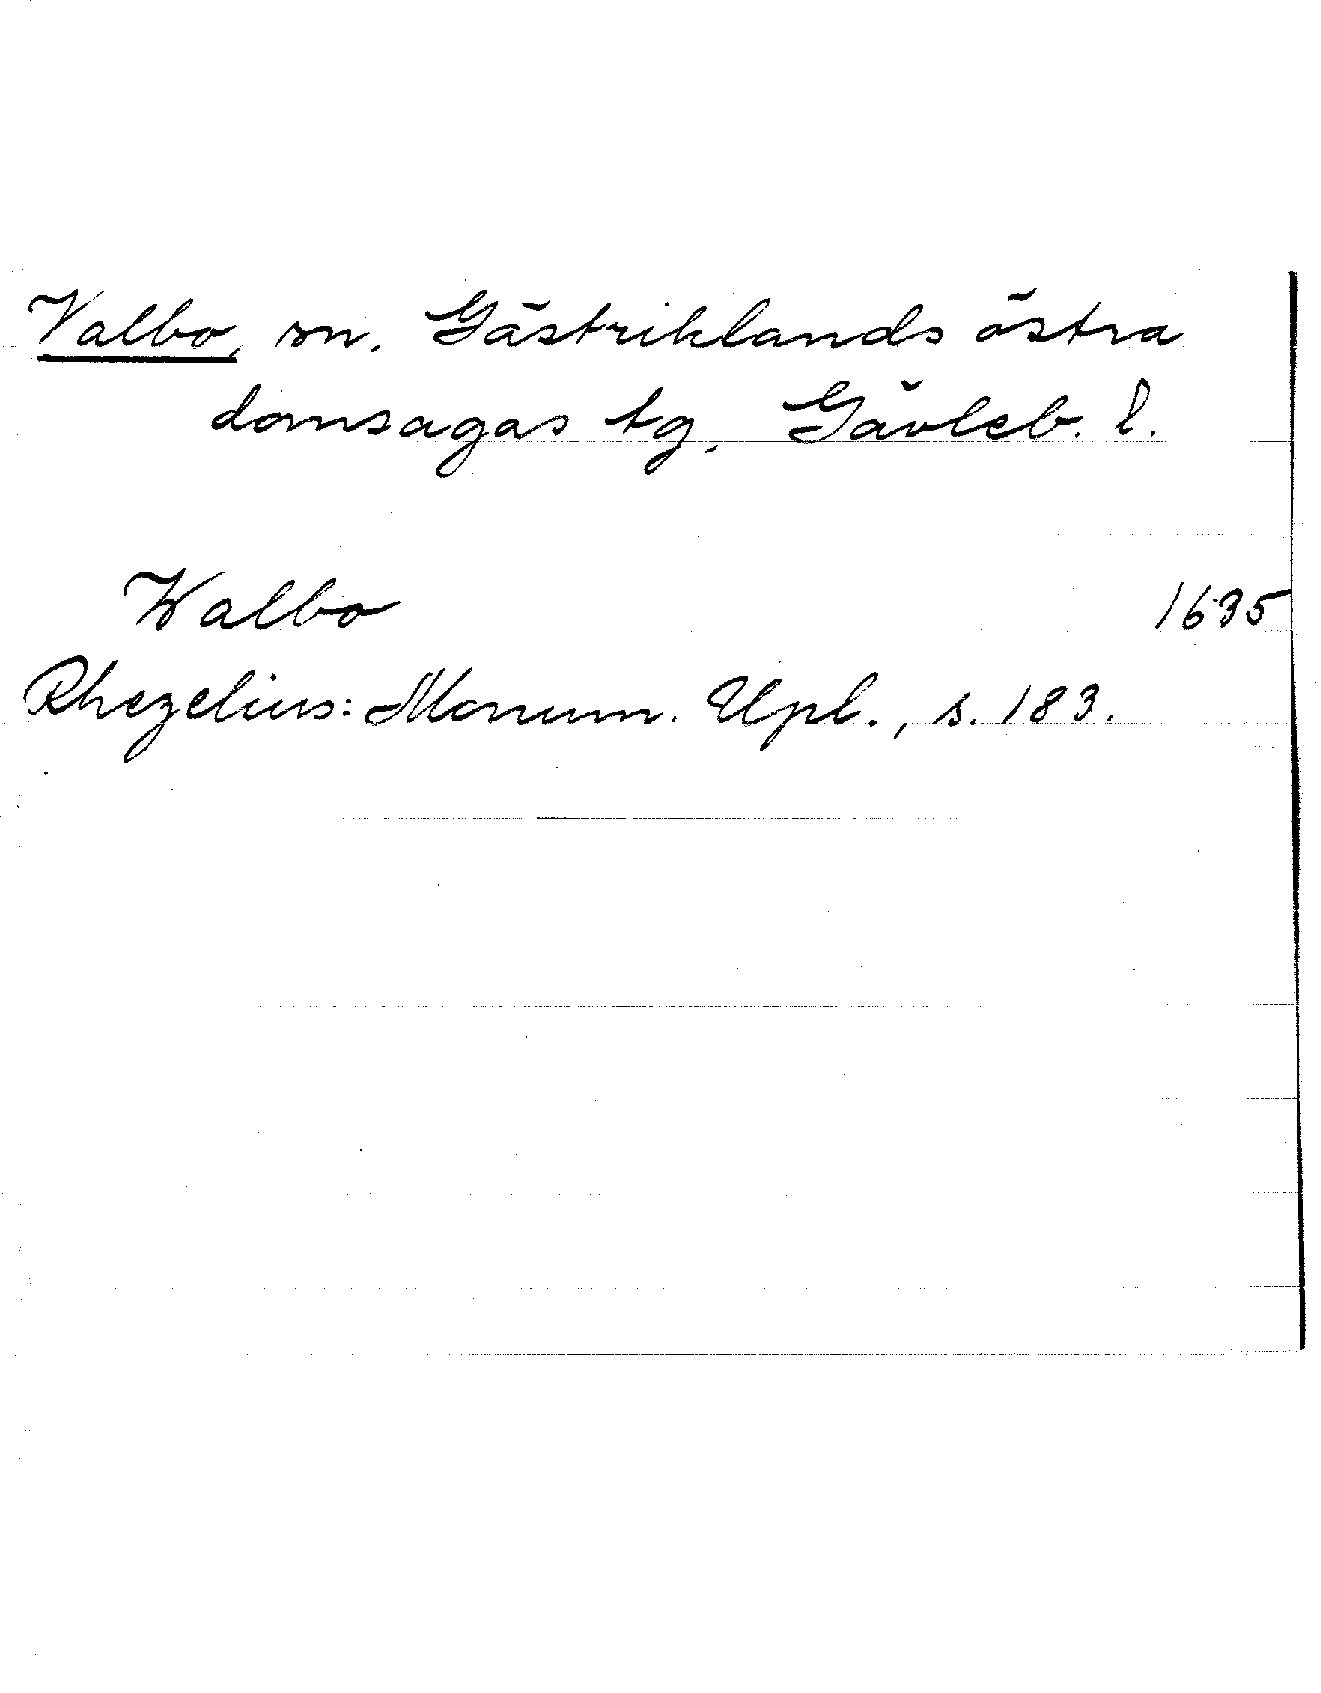 Valbo, sn. Gästriklands östra
domsagas tg, Gävleb. l.
Walbo 1635
Rhezelius: Monum. Upl., s. 183.